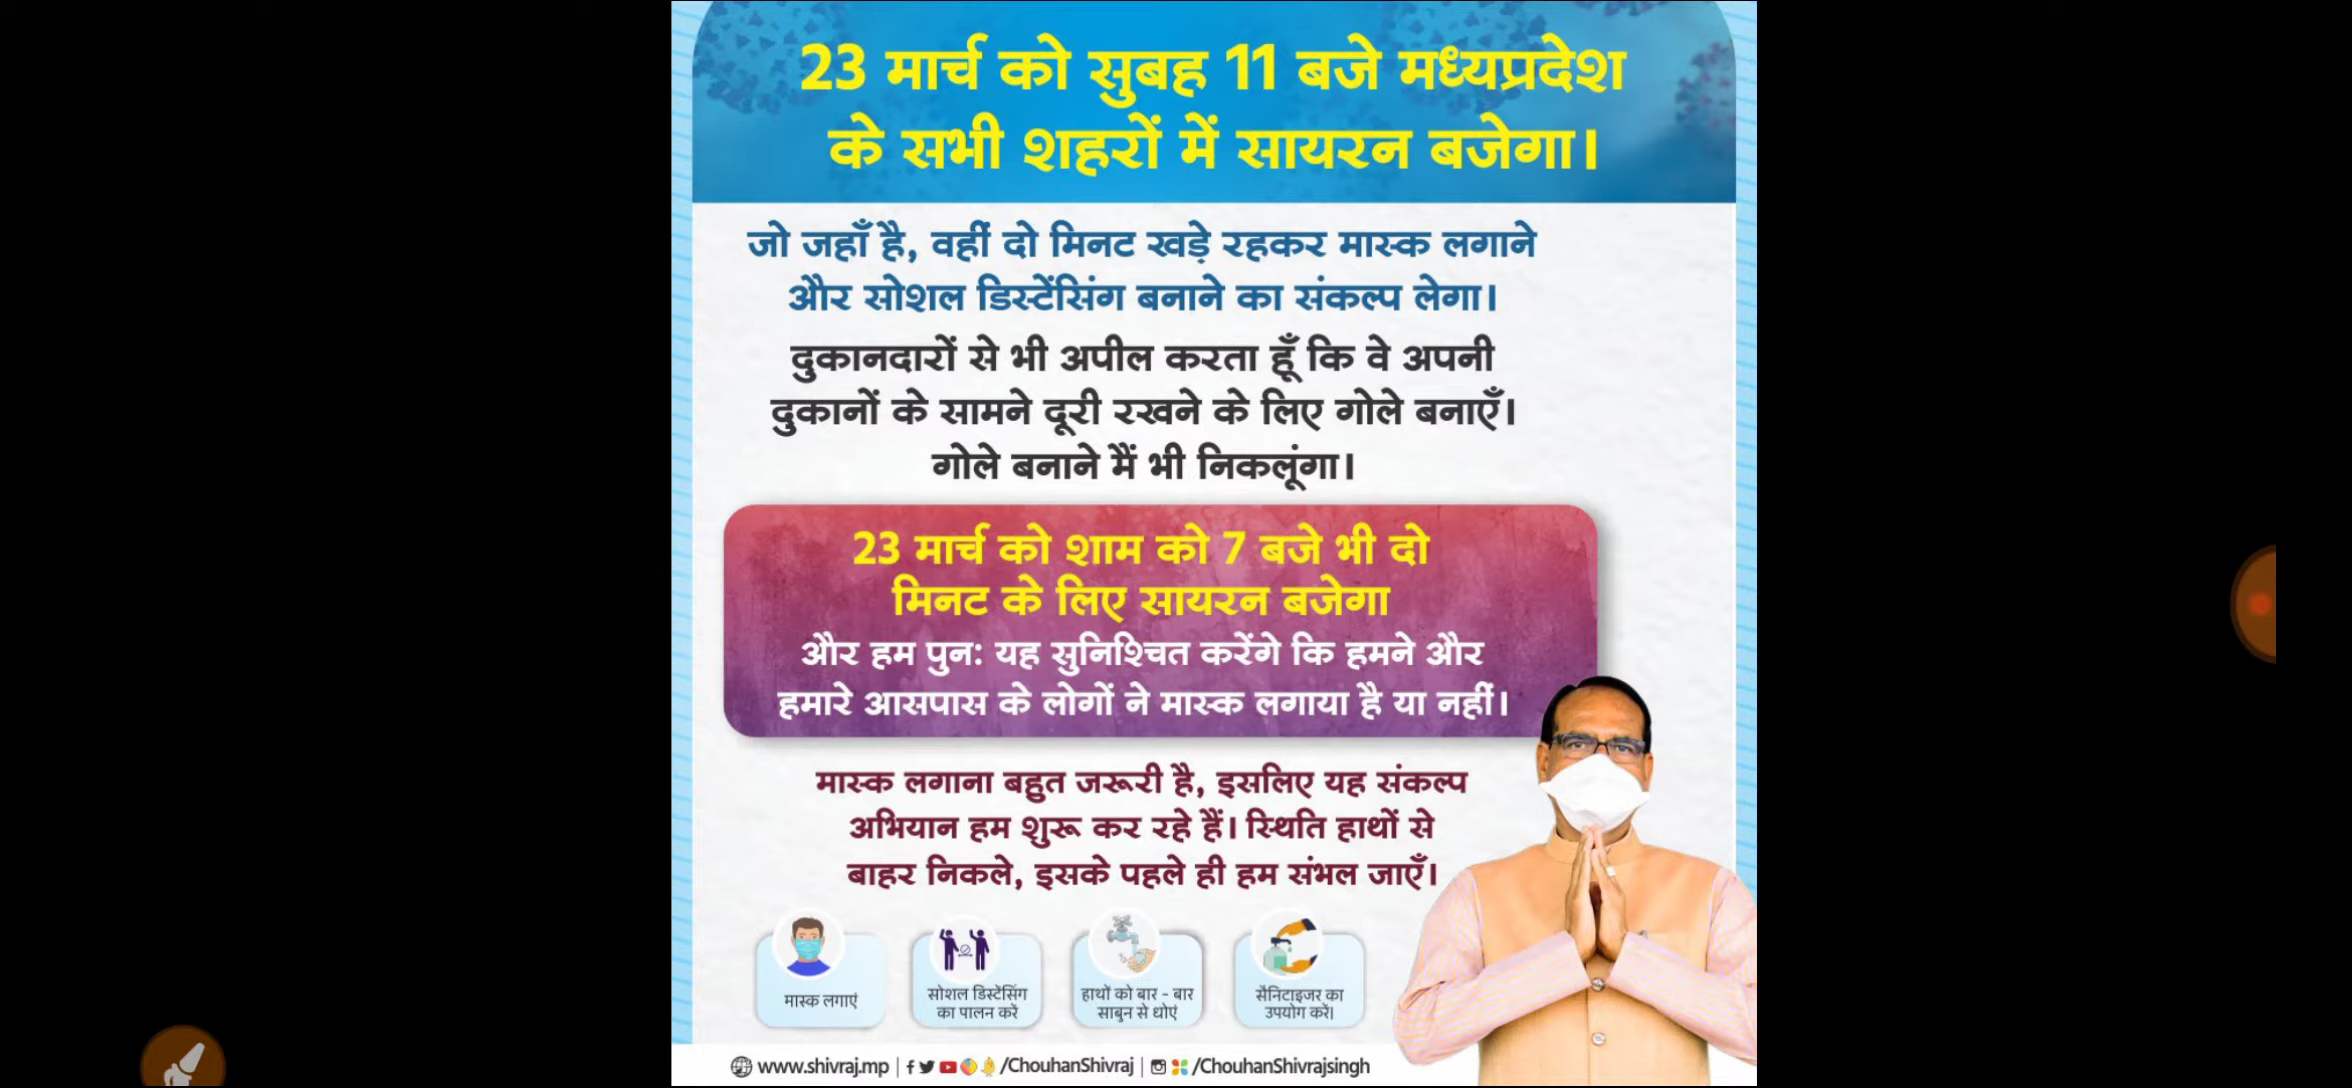 23 मार्च को सुबह 11 बजे मध्यप्रदेश
के सभी शहरों में सायरन बजेगा।
जो जहाँ है, वहीं दो मिनट खड़े रहकर मास्क लगाने
और सोशल डिस्टेंसिंग बनाने का संकल्प लेगा।
दुकानदारों से भी अपील करता हूँ कि वे अपनी
दुकानों के सामने दूरी रखने के लिए गोले बनाएँ।
गोले बनाने मैं भी निकलूंगा।
23 मार्च को शाम को 7 बजे भी दो
मिनट के लिए सायरन बजेगा
और हम पुन: यह सुनिश्चित करेंगे कि हमने और
हमारे आसपास के लोगों ने मास्क लगाया है या नहीं।
मास्क लगाना बहुत जरूरी है, इसलिए यह संकल्प
अभियान हम शुरू कर रहे हैं। स्थिति हाथों से
बाहर निकले, इसके पहले ही हम संभल जाएँ।
मास्क लगाएं
सोशल डिस्टेंसिंग
का पालन करें
हाथों को बार - बार
साबुन से धोएं
सैनिटाइजर का
उपयोग करें।
www.shivraj.mp | /ChouhanShivraj | /ChouhanShivrajsingh